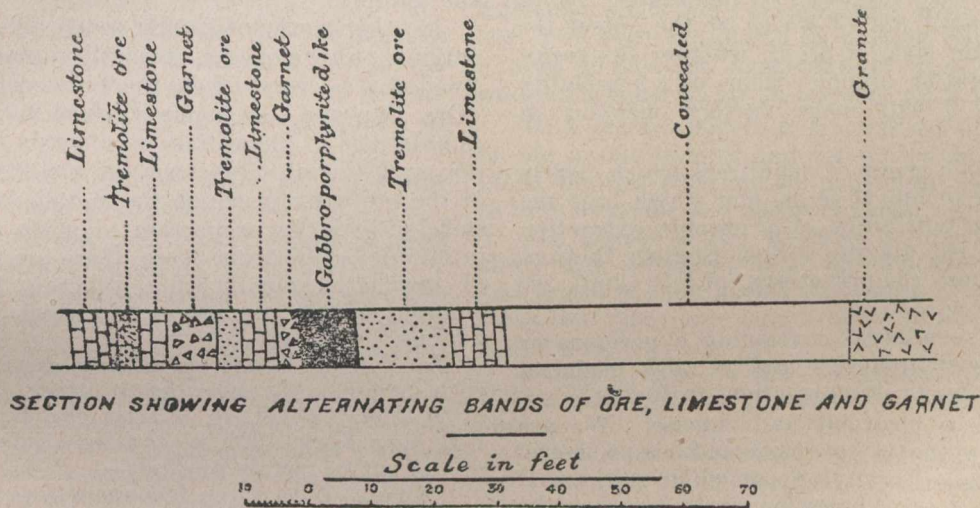 Limestone
Tremolite Ore
Limestone
Garnet
Tremolite ore
Limestone
Garnet
Gabbro-porphyrite dike
Tremolite ore
Limestone
Concealed
Granite
SECTION SHOWING ALTERNATING BANDS OF ORE, LIMESTONE AND GARNET
Scale in feet
10 0 10 20 30 40 50 60 70